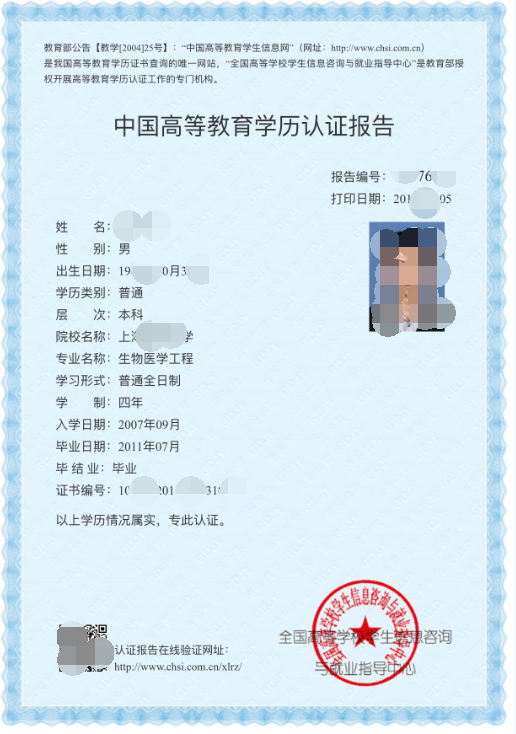 教育部公告【教学[2004]25号】：“中国高等教育学生信息网”（网址：http://www.chsi.com.cn）
是我国高等教育学历证书查询的唯一网站，“全国高等学校学生信息咨询与就业指导中心”是教育部授
权开展高等教育学历认证工作的专门机构。
中国高等教育学历认证报告
报告编号：76
打印日期：20 05
姓 名：
性 别：男
出生日期：19 0月3
学历类别：普通
层 次：本科
院校名称：上
专业名称：生物医学工程
学习形式：普通全日制
学 制：四年
入学日期：2007年09月
毕业日期：2011年07月
毕 结 业：毕业
证书编号：10 201 31
以上学历情况属实，专此认证。
全国高等学校学生信息咨询
与就业指导中心
认证报告在线验证网址：
http://www.chsi.com.cn/xlrz/